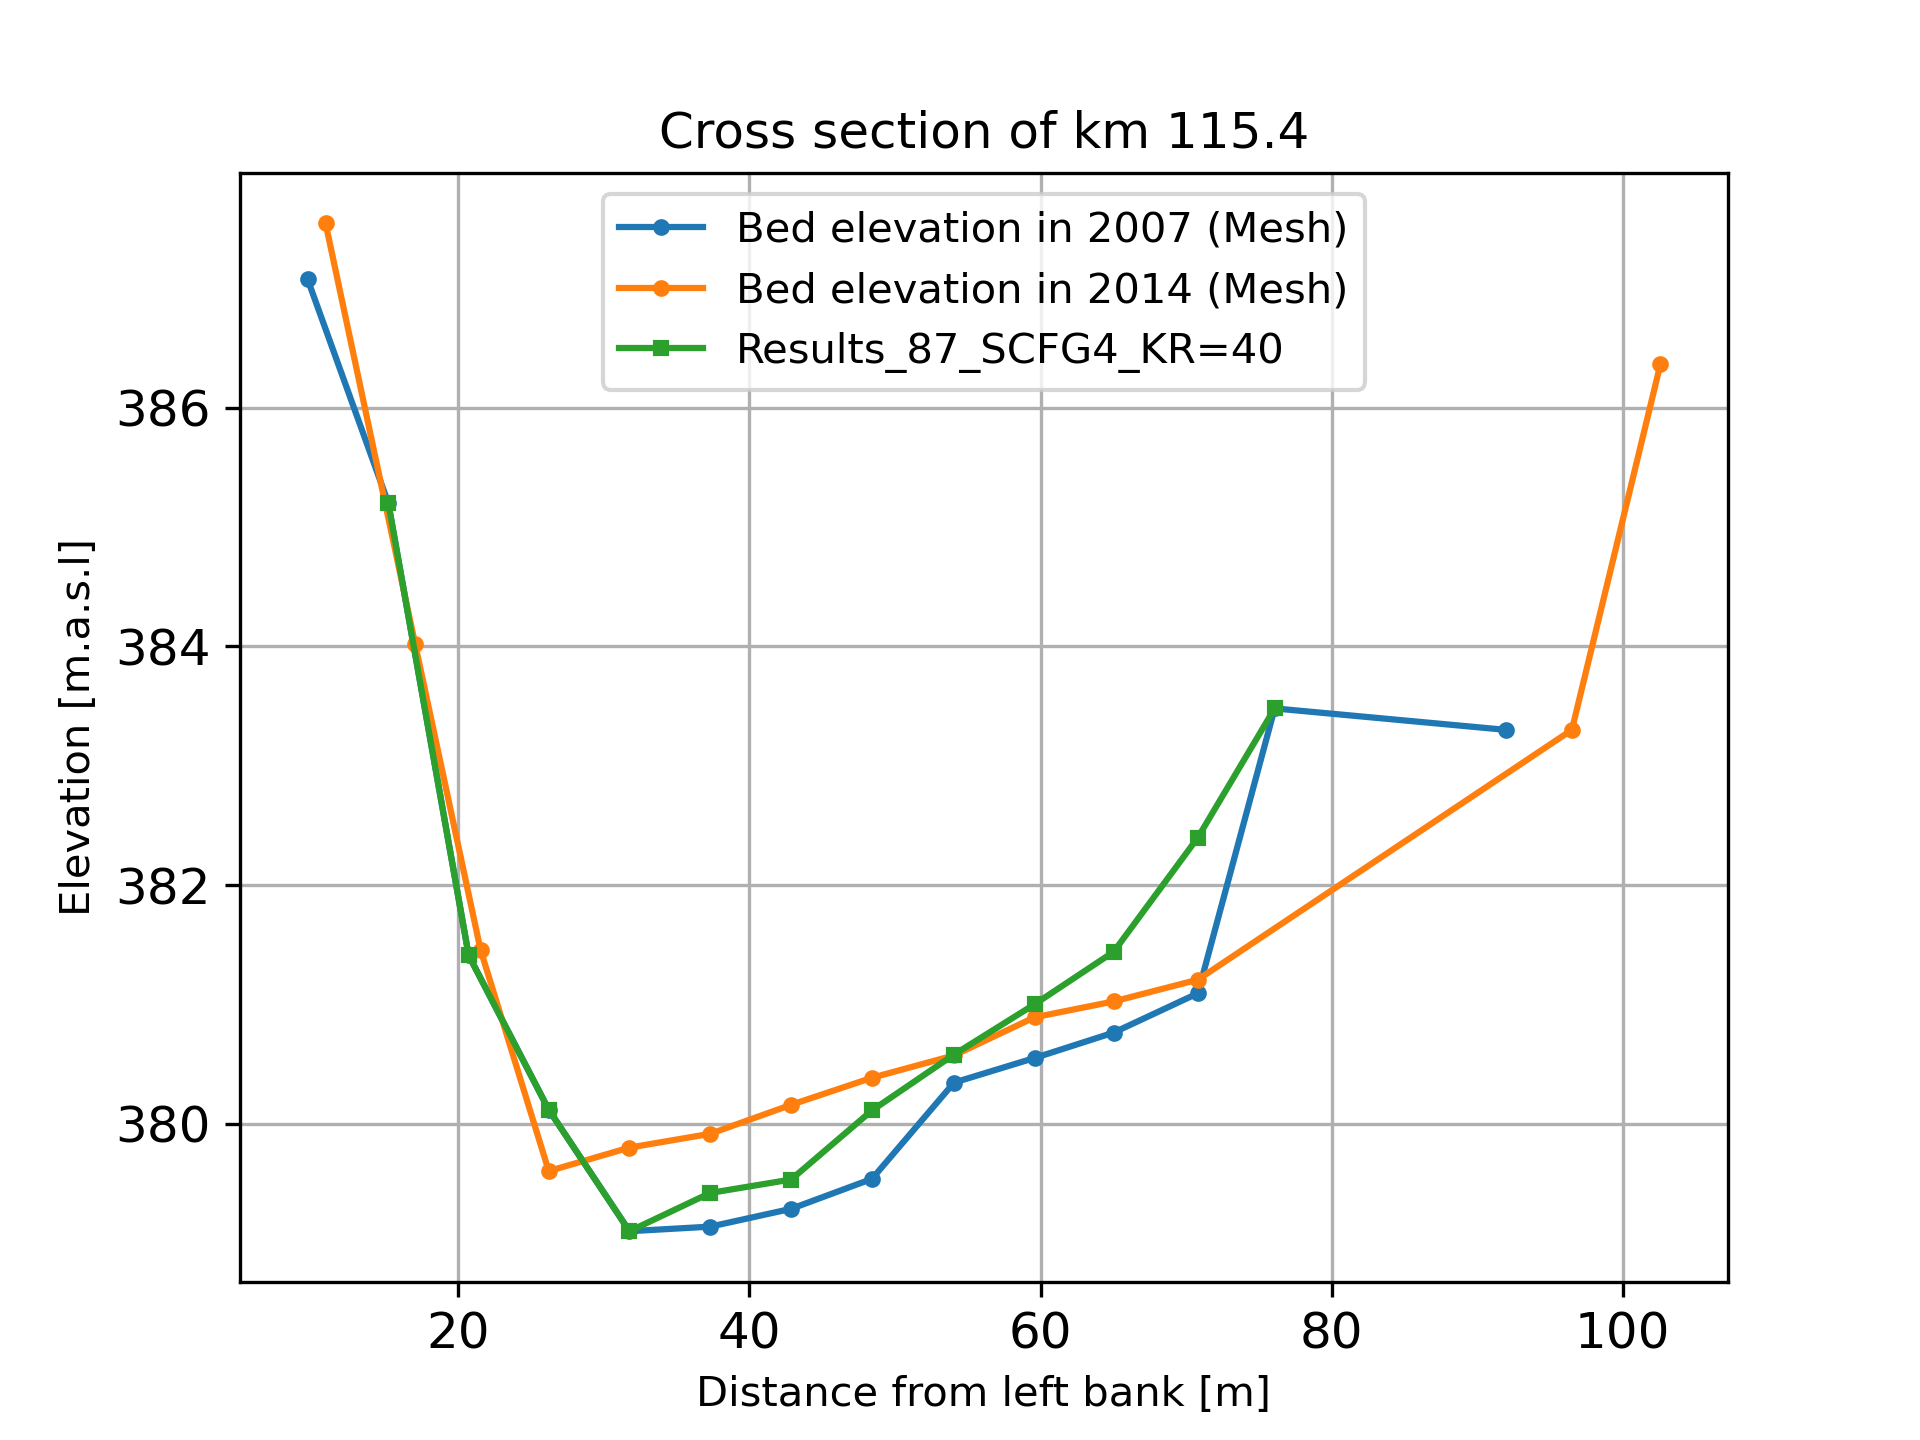 Cross section of km 115.4
Bed elevation in 2007 (Mesh)
Bed elevation in 2014 (Mesh)
Results_87_SCFG4_KR=40
386
384
382
380
Elevation [m.a.s.l]
20 40 60 80 100
Distance from left bank [m]